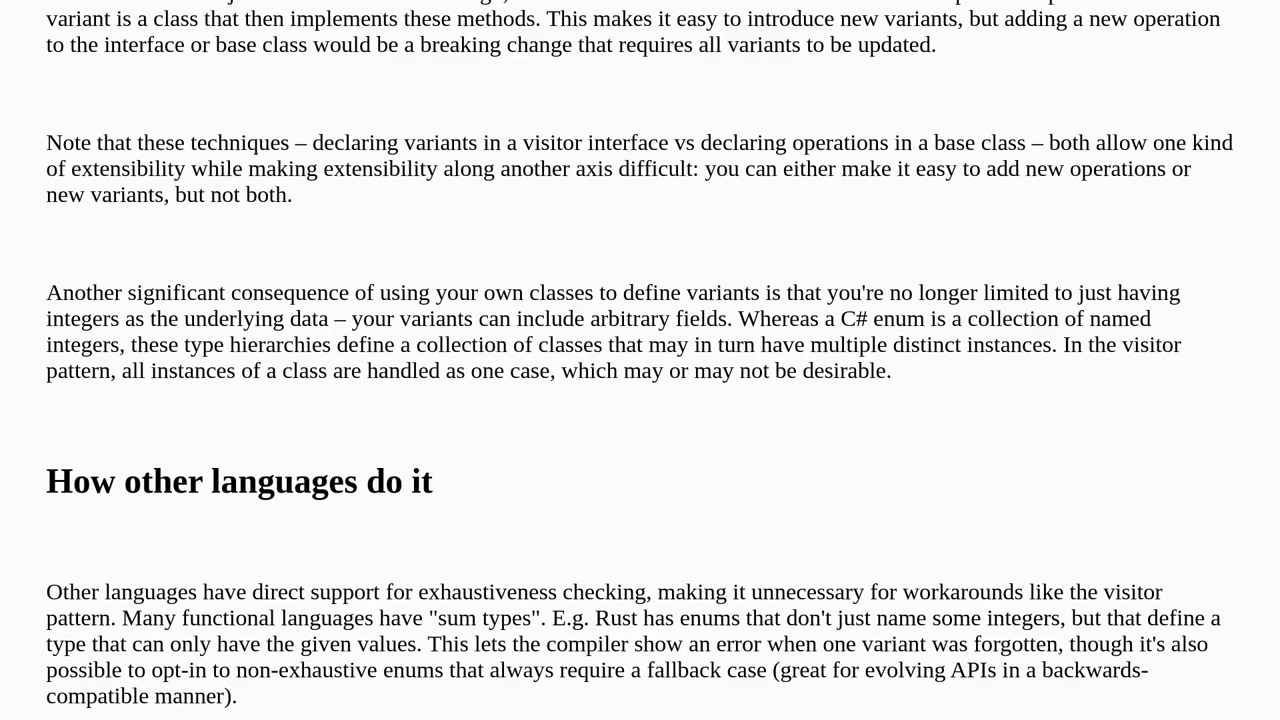 variant is a class that then implements these methods. This makes it easy to introduce new variants, but adding a new operation
to the interface or base class would be a breaking change that requires all variants to be updated.
Note that these techniques – declaring variants in a visitor interface vs declaring operations in a base class – both allow one kind
of extensibility while making extensibility along another axis difficult: you can either make it easy to add new operations or
new variants, but not both.
Another significant consequence of using your own classes to define variants is that you're no longer limited to just having
integers as the underlying data – your variants can include arbitrary fields. Whereas a C# enum is a collection of named
integers, these type hierarchies define a collection of classes that may in turn have multiple distinct instances. In the visitor
pattern, all instances of a class are handled as one case, which may or may not be desirable.
How other languages do it
Other languages have direct support for exhaustiveness checking, making it unnecessary for workarounds like the visitor
pattern. Many functional languages have "sum types". E.g. Rust has enums that don't just name some integers, but that define a
type that can only have the given values. This lets the compiler show an error when one variant was forgotten, though it's also
possible to opt-in to non-exhaustive enums that always require a fallback case (great for evolving APIs in a backwards-
compatible manner).